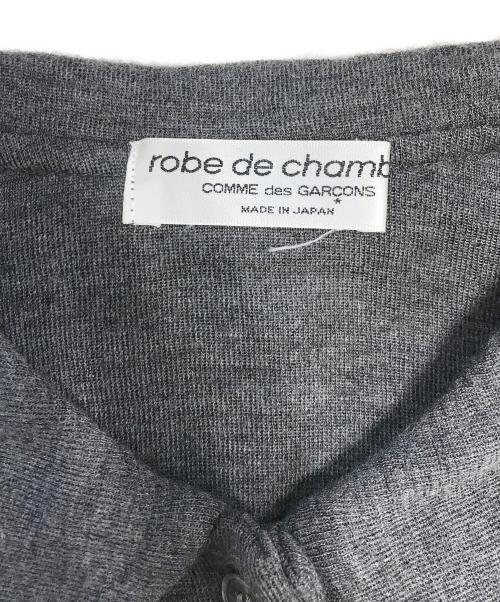 robe de chamb
COMME des GARÇONS
MADE IN JAPAN